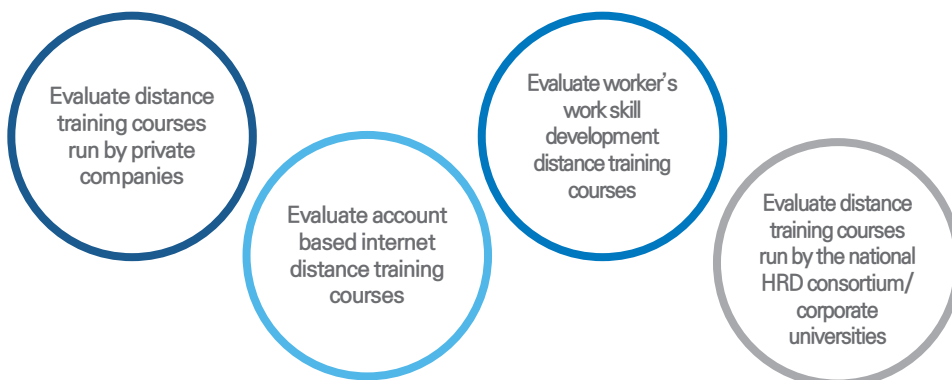 Evaluate distance
training courses
run by private
companies
Evaluate account
based internet
distance training
courses
Evaluate worker's
work skill
development
distance training
courses
Evaluate distance
training courses
run by the national
HRD consortium/
corporate
universities